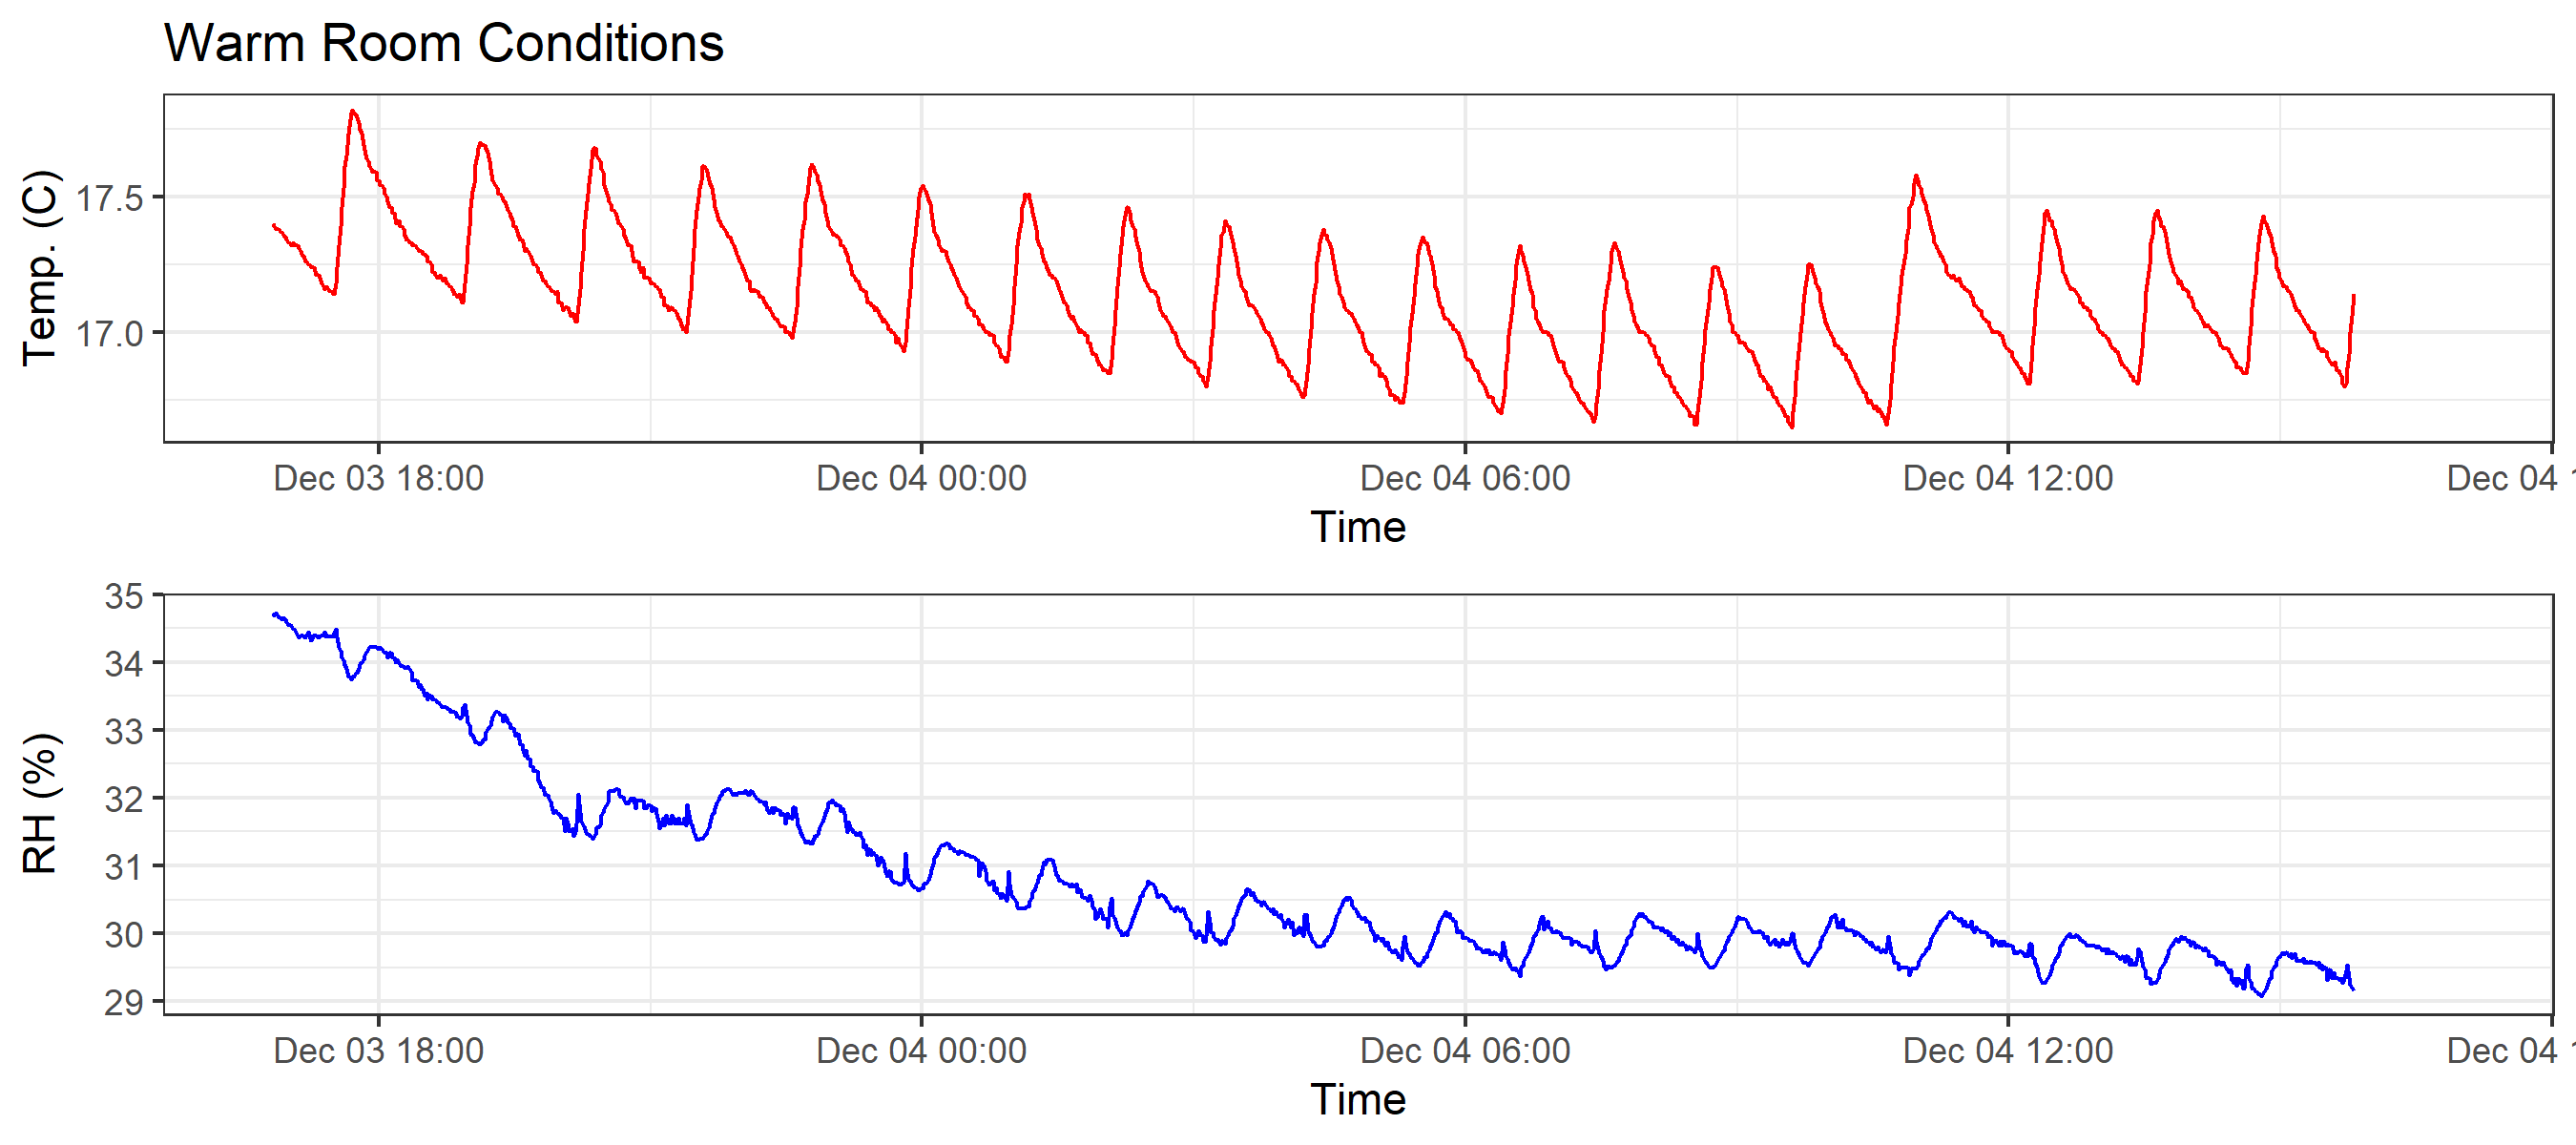 Warm Room Conditions
Temp. (C)
17.5
17.0
Dec 03 18:00 Dec 04 00:00 Dec 04 06:00 Dec 04 12:00 Dec 04
Time
RH (%)
35
34
33
32
31
30
29
Dec 03 18:00 Dec 04 00:00 Dec 04 06:00 Dec 04 12:00 Dec 04
Time